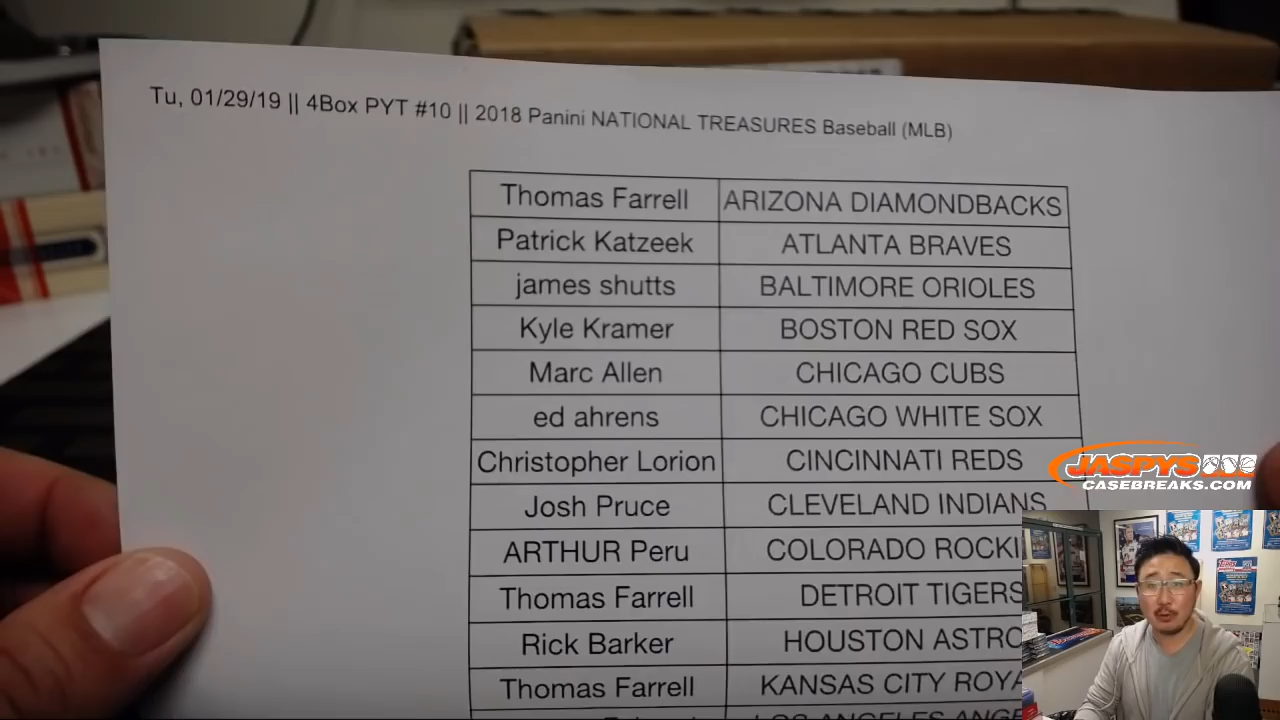 Tu, 01/29/19 || 4Box PYT #10 || 2018 Panini NATIONAL TREASURES Baseball (MLB)
Thomas Farrell ARIZONA DIAMONDBACKS
Patrick Katzeek ATLANTA BRAVES
james shutts BALTIMORE ORIOLES
Kyle Kramer BOSTON RED SOX
Marc Allen CHICAGO CUBS
ed ahrens CHICAGO WHITE SOX
Christopher Lorion CINCINNATI REDS
Josh Pruce CLEVELAND INDIANS
ARTHUR Peru COLORADO ROCKI
Thomas Farrell DETROIT TIGERS
Rick Barker HOUSTON ASTRO
Thomas Farrell KANSAS CITY ROYA
LOS ANGELES ANGE
JASPYS
CASEBREAKS.COM